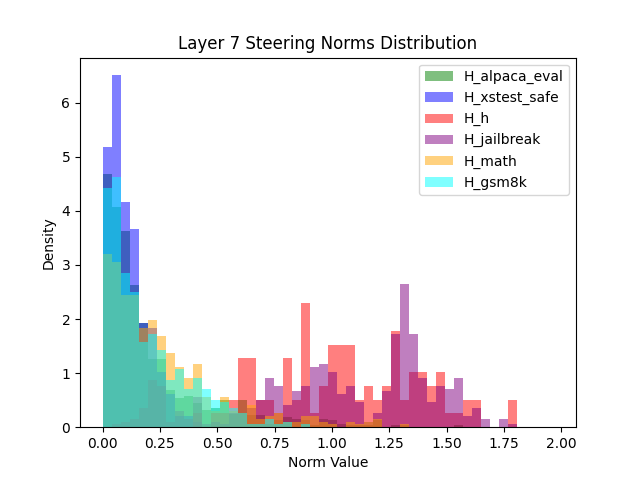 Layer 7 Steering Norms Distribution
H_alpaca_eval
H_xstest_safe
H_h
H_jailbreak
H_math
H_gsm8k
Density
6
5
4
3
2
1
0
0.00 0.25 0.50 0.75 1.00 1.25 1.50 1.75 2.00
Norm Value